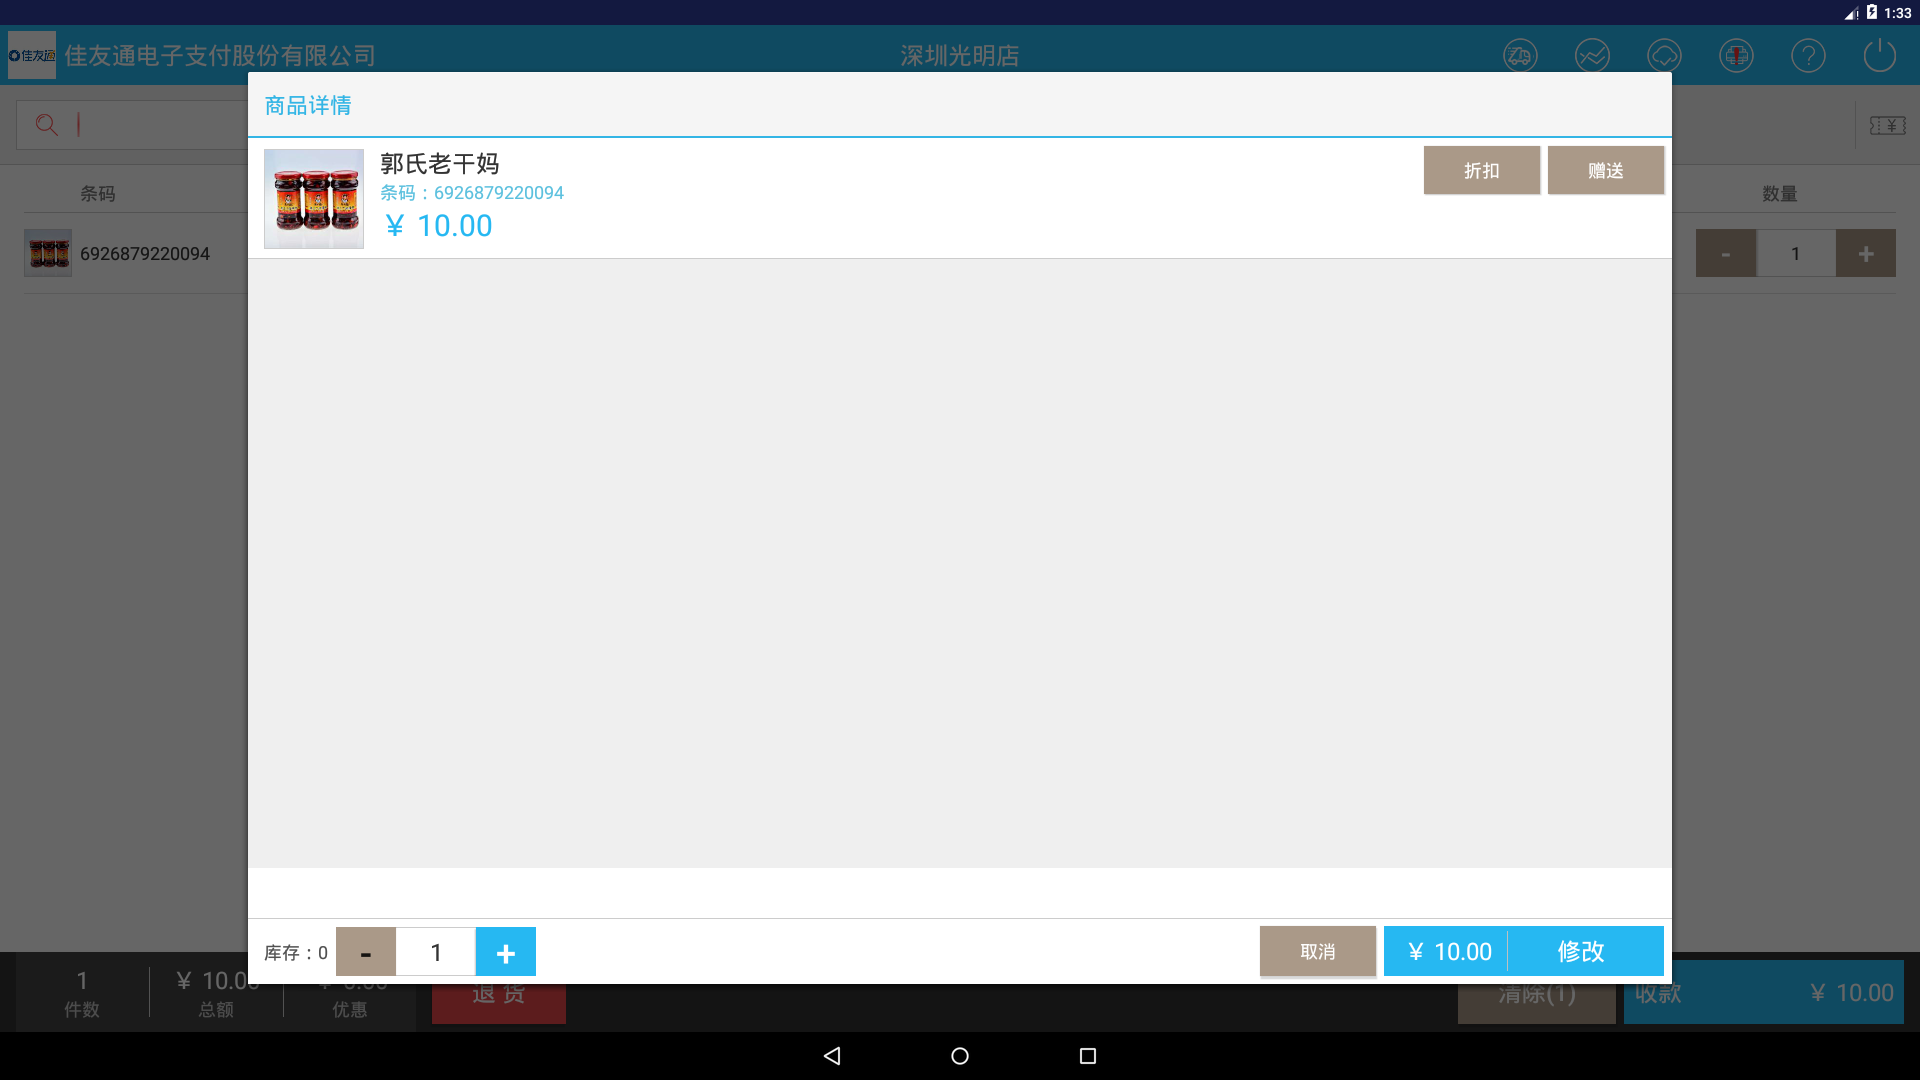 1:33
佳友通
佳友通电子支付股份有限公司
深圳光明店
商品详情
郭氏老干妈
条码：6926879220094
¥ 10.00
折扣
赠送
条码
数量
6926879220094
- 1 +
库存：0
- 1 +
取消
¥ 10.00
修改
1
件数
¥ 10.00
总额
¥ 0.00
优惠
退 货
清除(1)
收款
¥ 10.00